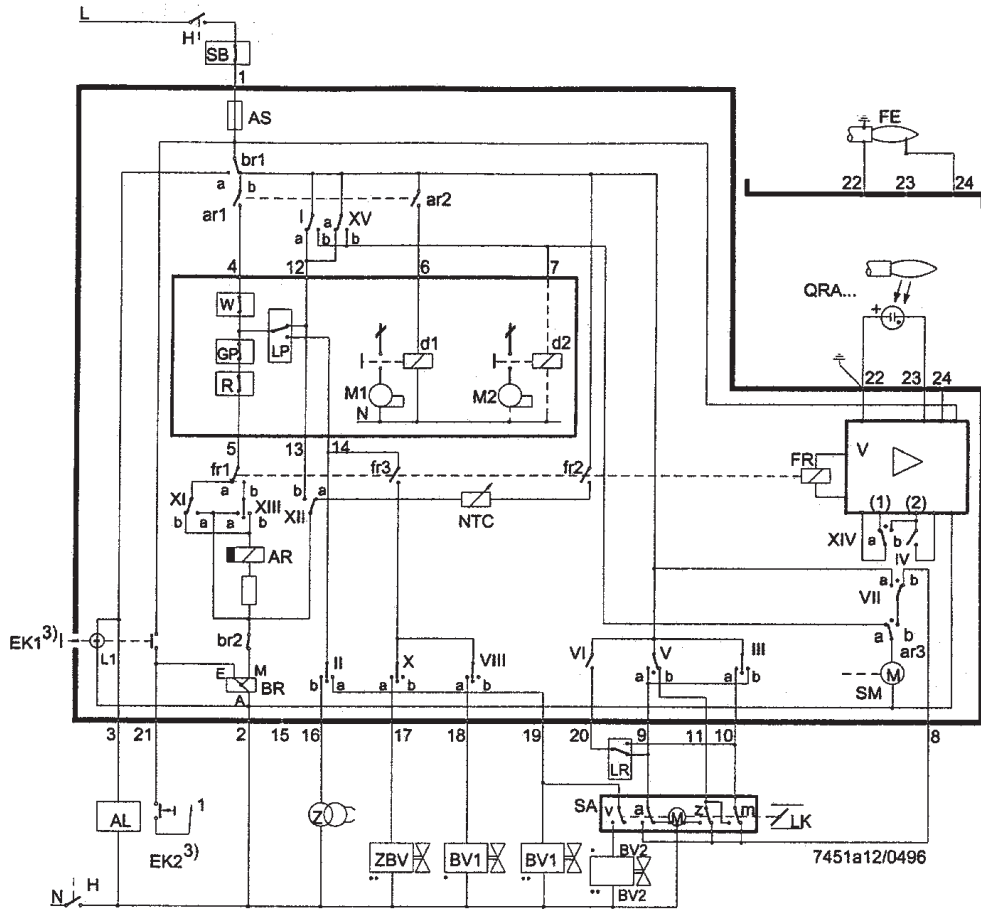 L
H
SB
1
AS
FE
br1
22 23 24
a b
ar1
ar2
I a XV
a b b
4 12 6 7
QRA...
+
W
d1 d2
GP LP
R
M1 M2
22 23 24
N
V
5 13 14
fr1 fr3 fr2
FR
a b b a
XI XIII XII
b a a b
NTC
(1) (2)
XIV a b
IV
AR
a b
VII
br2
a b
EK1 3)
L1
ar3
E M
BR
A
II X VIII VI V III
b a a b a b a b a b
M
SM
3 21 2 15 16 17 18 19 20 9 11 10 8
LR
SA v a M z m
LK
AL
1
Z
EK2 3)
ZBV BV1 BV1 BV2
BV2
7451a12/0496
N H